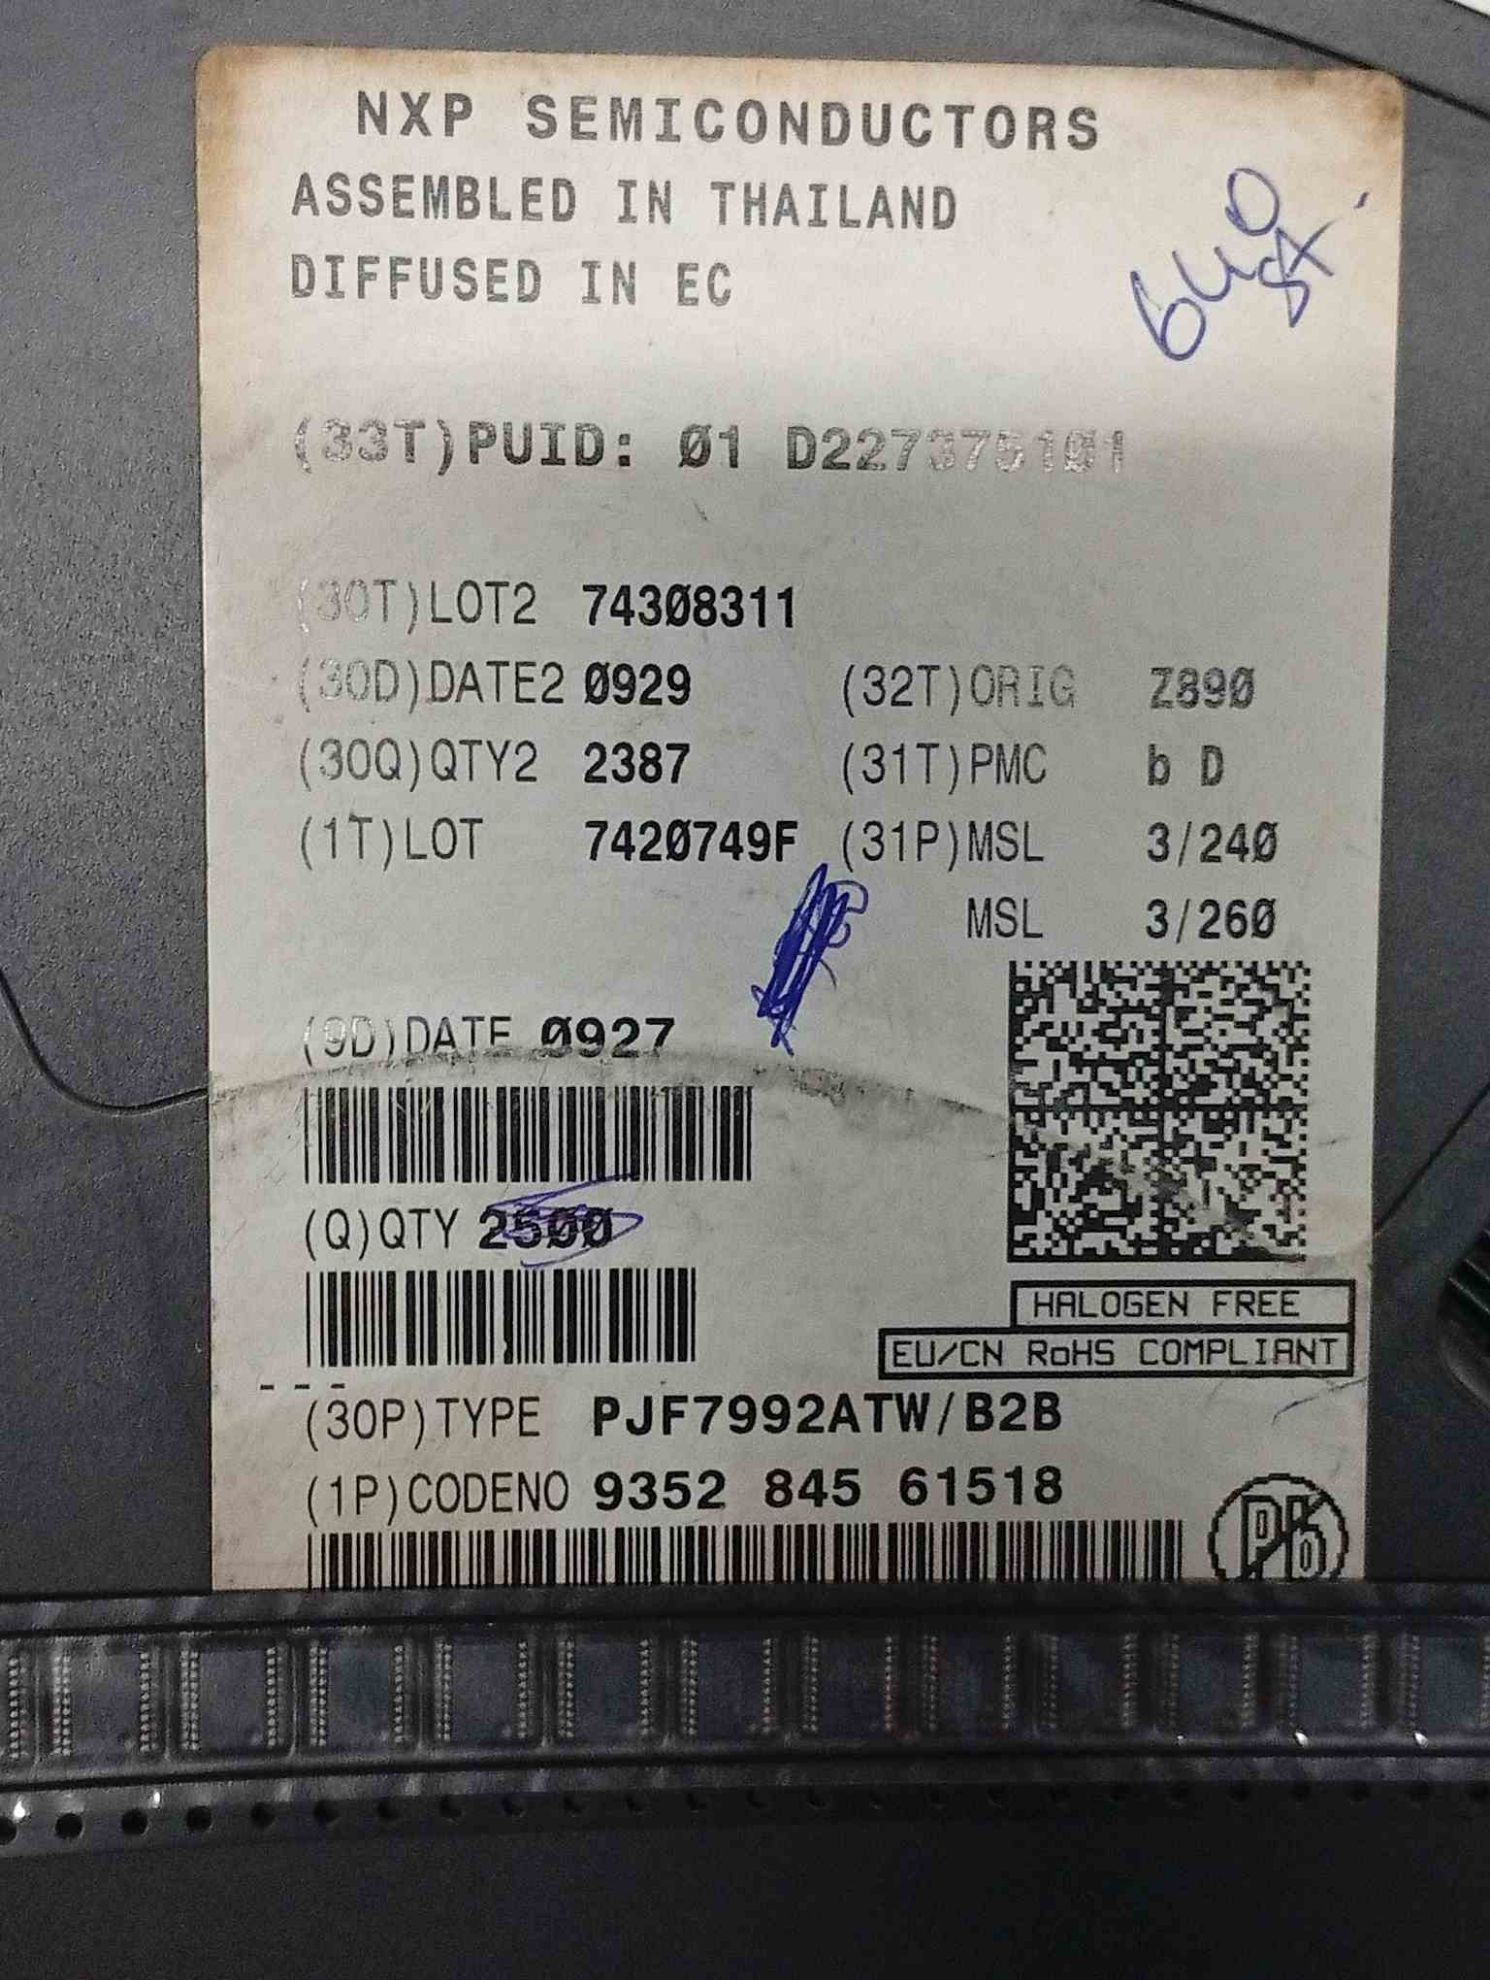 NXP SEMICONDUCTORS
ASSEMBLED IN THAILAND
DIFFUSED IN EC
640
(33T)PUID: Ø1 D2273751Ø1
(30T)LOT2 743Ø8311
(30D)DATE2 Ø929 (32T)ORIG Z89Ø
(30Q)QTY2 2387 (31T)PMC b D
(1T)LOT 742Ø749F (31P)MSL 3/24Ø
MSL 3/26Ø
(9D)DATE Ø927
(Q)QTY 25ØØ
HALOGEN FREE
EU/CN RoHS COMPLIANT
(30P)TYPE PJF7992ATW/B2B
(1P)CODENO 9352 845 61518
Pb